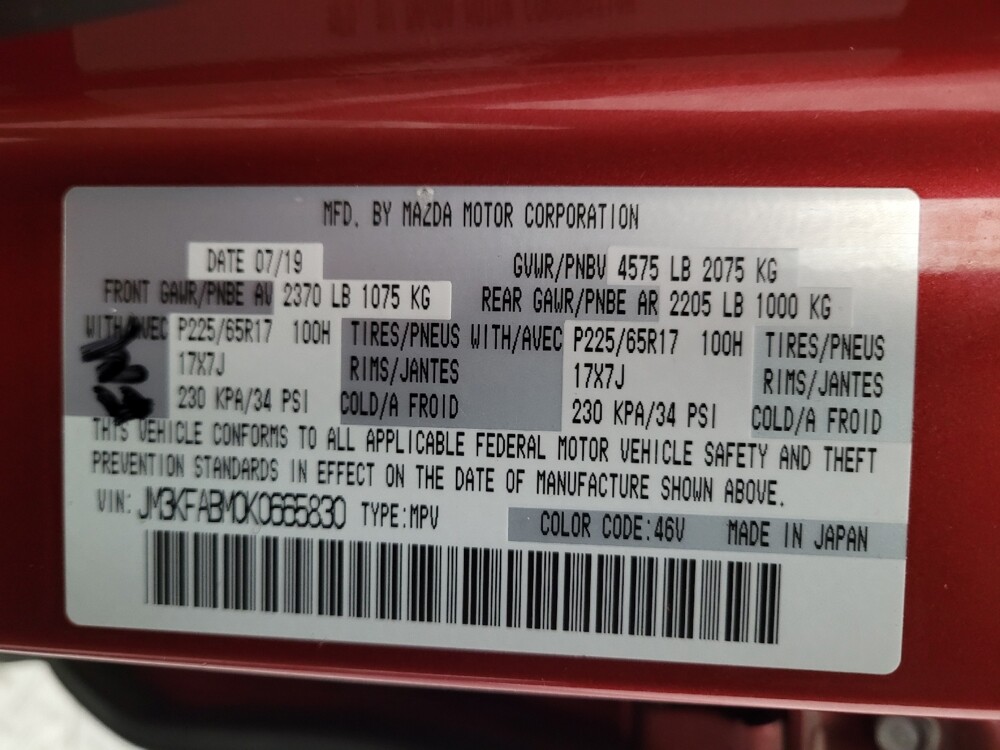 MFD. BY MAZDA MOTOR CORPORATION
DATE 07/19 GVWR/PNBV 4575 LB 2075 KG
FRONT GAWR/PNBE AV 2370 LB 1075 KG REAR GAWR/PNBE AR 2205 LB 1000 KG
WITH/AVEC P225/65R17 100H TIRES/PNEUS WITH/AVEC P225/65R17 100H TIRES/PNEUS
17X7J RIMS/JANTES 17X7J RIMS/JANTES
230 KPA/34 PSI COLD/A FROID 230 KPA/34 PSI COLD/A FROID
THIS VEHICLE CONFORMS TO ALL APPLICABLE FEDERAL MOTOR VEHICLE SAFETY AND THEFT
PREVENTION STANDARDS IN EFFECT ON THE DATE OF MANUFACTURE SHOWN ABOVE.
VIN: JM3KFABM0K0665830 TYPE:MPV COLOR CODE:46V MADE IN JAPAN